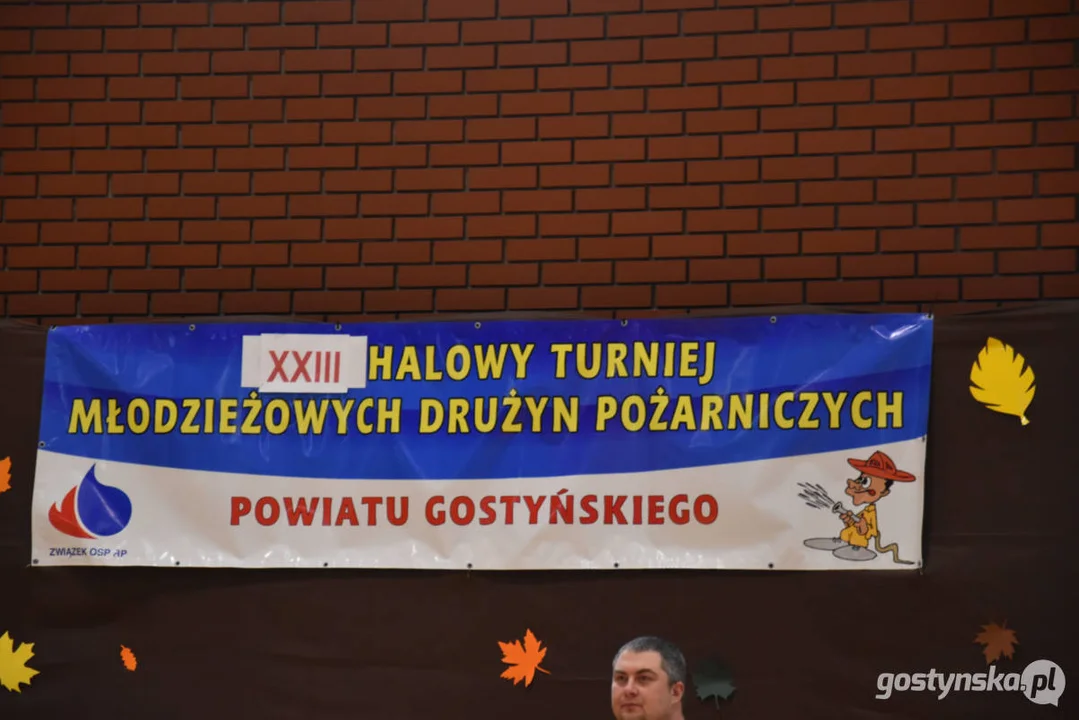 XXIII HALOWY TURNIEJ
MŁODZIEŻOWYCH DRUŻYN POŻARNICZYCH
POWIATU GOSTYŃSKIEGO
ZWIĄZEK OSP RP
gostynska.pl